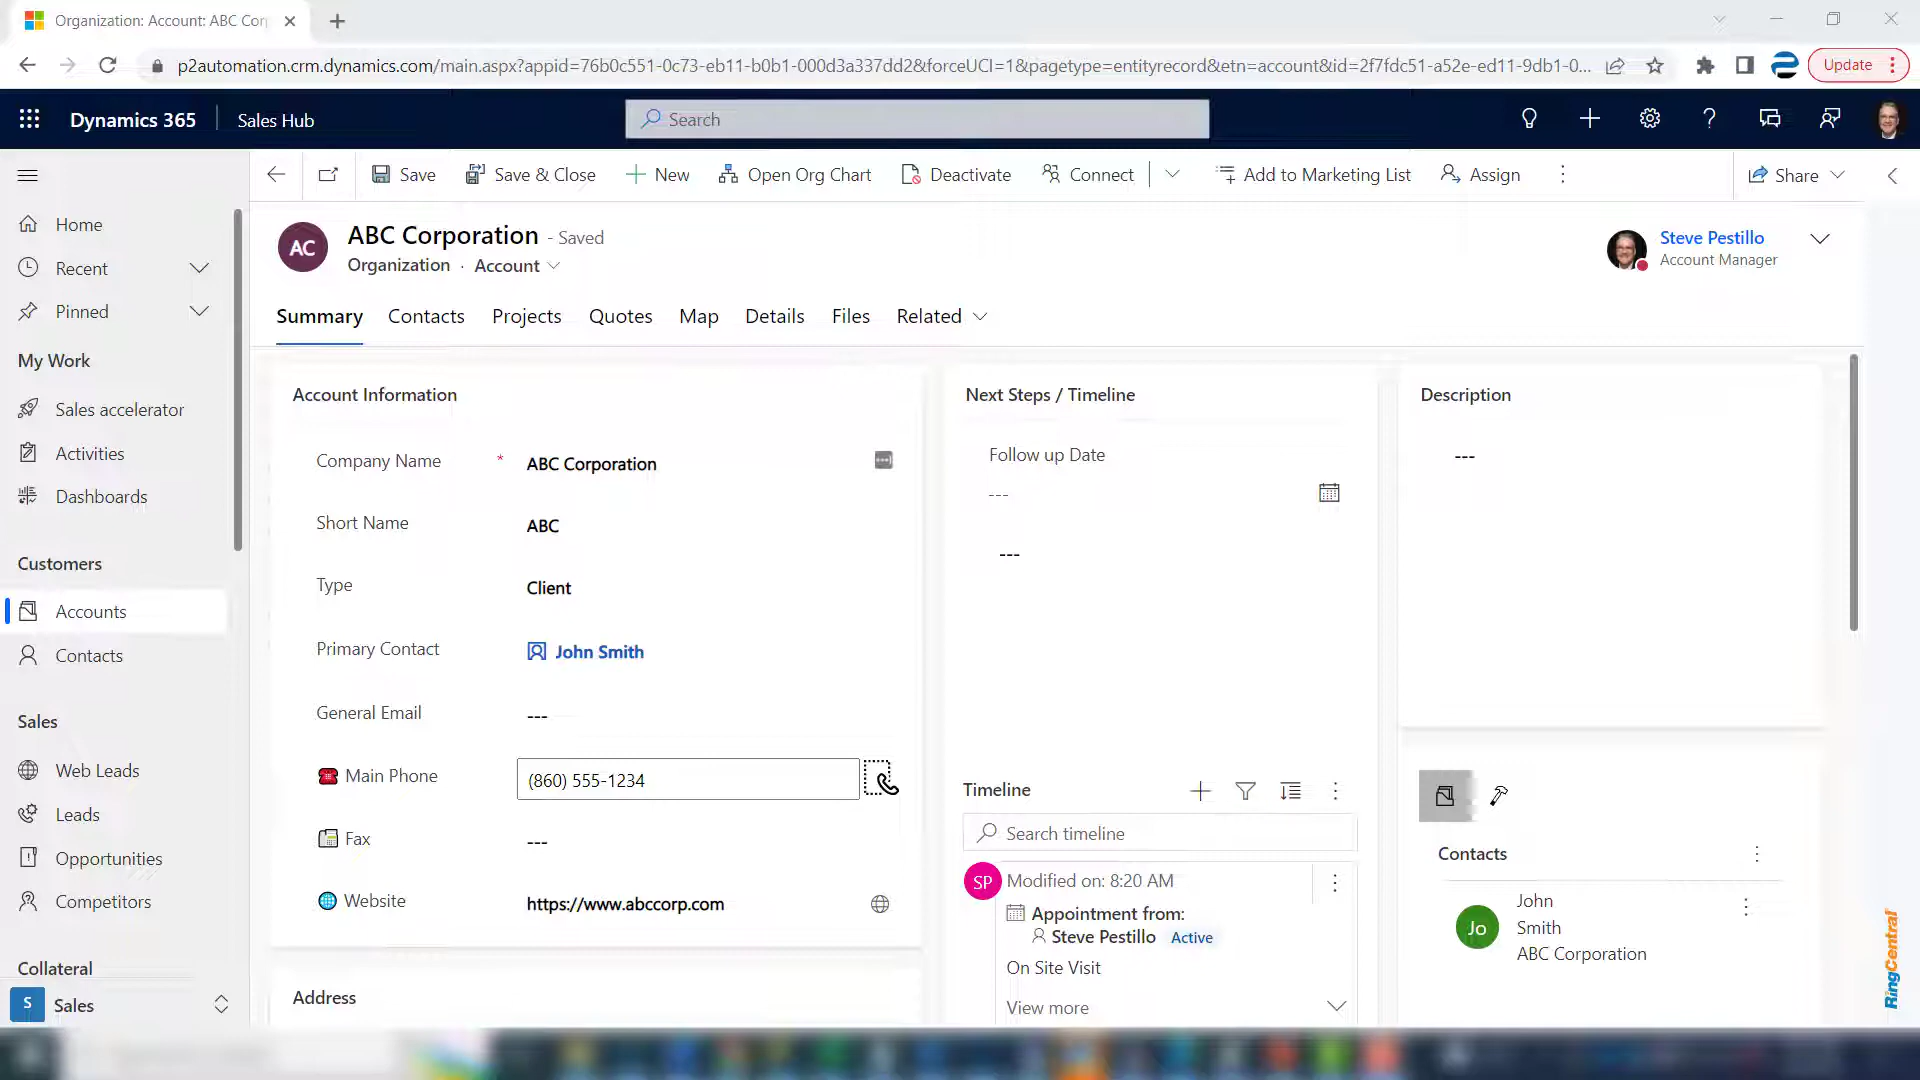 Organization: Account: ABC Cor
p2automation.crm.dynamics.com/main.aspx?appid=76b0c551-0c73-eb11-b0b1-000d3a337dd2&forceUCI=1&pagetype=entityrecord&etn=account&id=2f7fdc51-a52e-ed11-9db1-0...
Update
Dynamics 365
Sales Hub
Search
Save
Save & Close
New
Open Org Chart
Deactivate
Connect
Add to Marketing List
Assign
Share
Home
Recent
Pinned
My Work
Sales accelerator
Activities
Dashboards
Customers
Accounts
Contacts
Sales
Web Leads
Leads
Opportunities
Competitors
Collateral
S Sales
AC
ABC Corporation - Saved
Organization · Account
Steve Pestillo
Account Manager
Summary
Contacts
Projects
Quotes
Map
Details
Files
Related
Account Information
Company Name * ABC Corporation
Short Name ABC
Type Client
Primary Contact John Smith
General Email ---
Main Phone (860) 555-1234
Fax ---
Website https://www.abccorp.com
Address
Next Steps / Timeline
Follow up Date
---
---
Timeline
Search timeline
SP Modified on: 8:20 AM
Appointment from:
Steve Pestillo Active
On Site Visit
View more
Description
---
Contacts
Jo
John
Smith
ABC Corporation
RingCentral